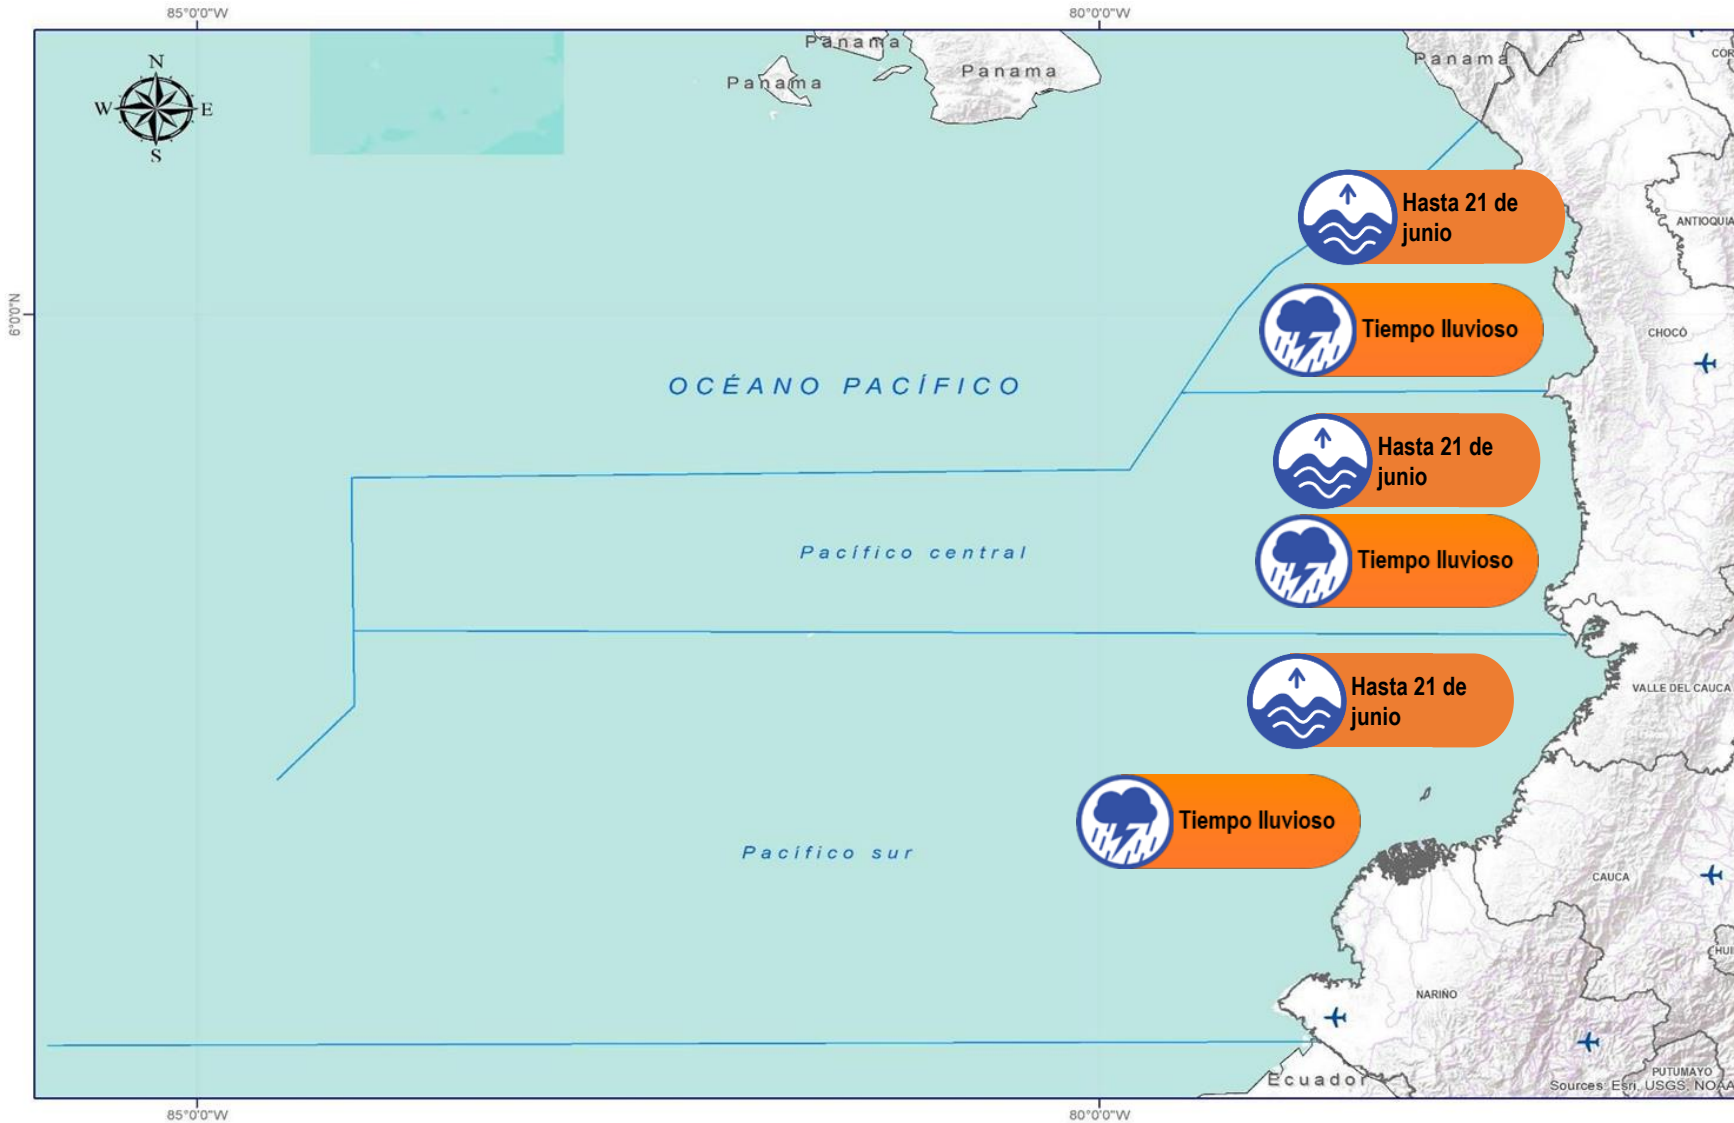 85°0'0"W
80°0'0"W
Panama
Panama
Panama
Panama
N
W
E
S
CÓR
Hasta 21 de
junio
ANTIOQUIA
6°0'0"N
Tiempo lluvioso
CHOCÓ
OCÉANO PACÍFICO
Hasta 21 de
junio
Pacífico central
Tiempo lluvioso
Hasta 21 de
junio
VALLE DEL CAUCA
Tiempo lluvioso
Pacífico sur
CAUCA
HUI
NARIÑO
PUTUMAYO
Ecuador
Sources: Esri, USGS, NOAA
85°0'0"W
80°0'0"W